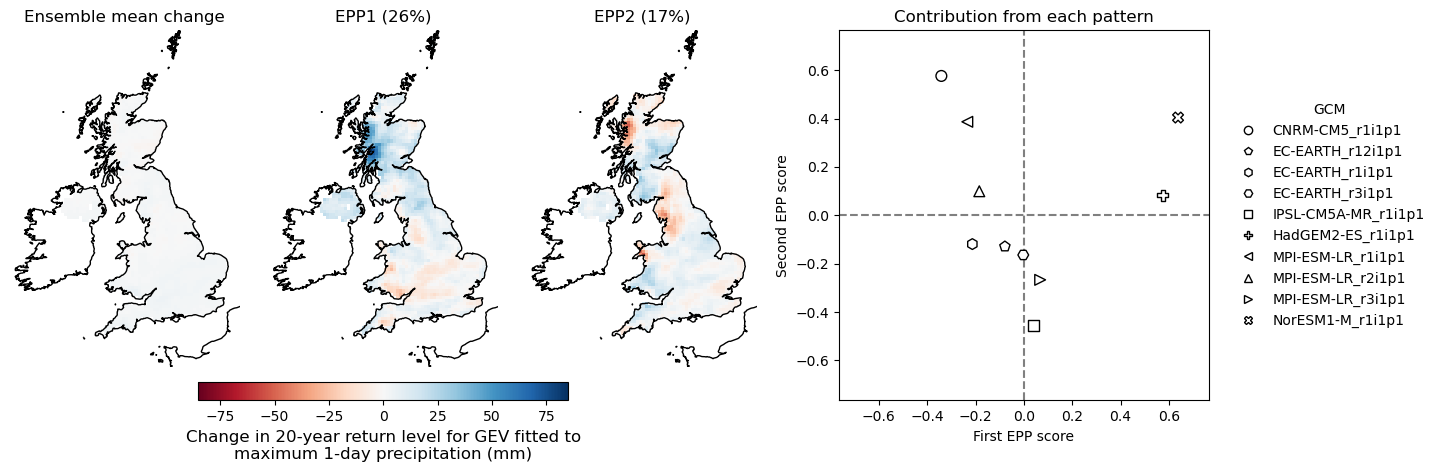 Ensemble mean change
EPP1 (26%)
EPP2 (17%)
−75 −50 −25 0 25 50 75
Change in 20-year return level for GEV fitted to
maximum 1-day precipitation (mm)
Contribution from each pattern
Second EPP score
0.6
0.4
0.2
0.0
−0.2
−0.4
−0.6
−0.6 −0.4 −0.2 0.0 0.2 0.4 0.6
First EPP score
GCM
CNRM-CM5_r1i1p1
EC-EARTH_r12i1p1
EC-EARTH_r1i1p1
EC-EARTH_r3i1p1
IPSL-CM5A-MR_r1i1p1
HadGEM2-ES_r1i1p1
MPI-ESM-LR_r1i1p1
MPI-ESM-LR_r2i1p1
MPI-ESM-LR_r3i1p1
NorESM1-M_r1i1p1